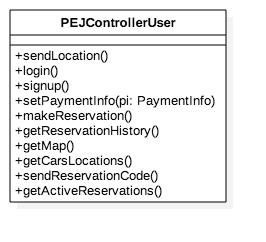 PEJControllerUser
+sendLocation()
+login()
+signup()
+setPaymentInfo(pi: PaymentInfo)
+makeReservation()
+getReservationHistory()
+getMap()
+getCarsLocations()
+sendReservationCode()
+getActiveReservations()